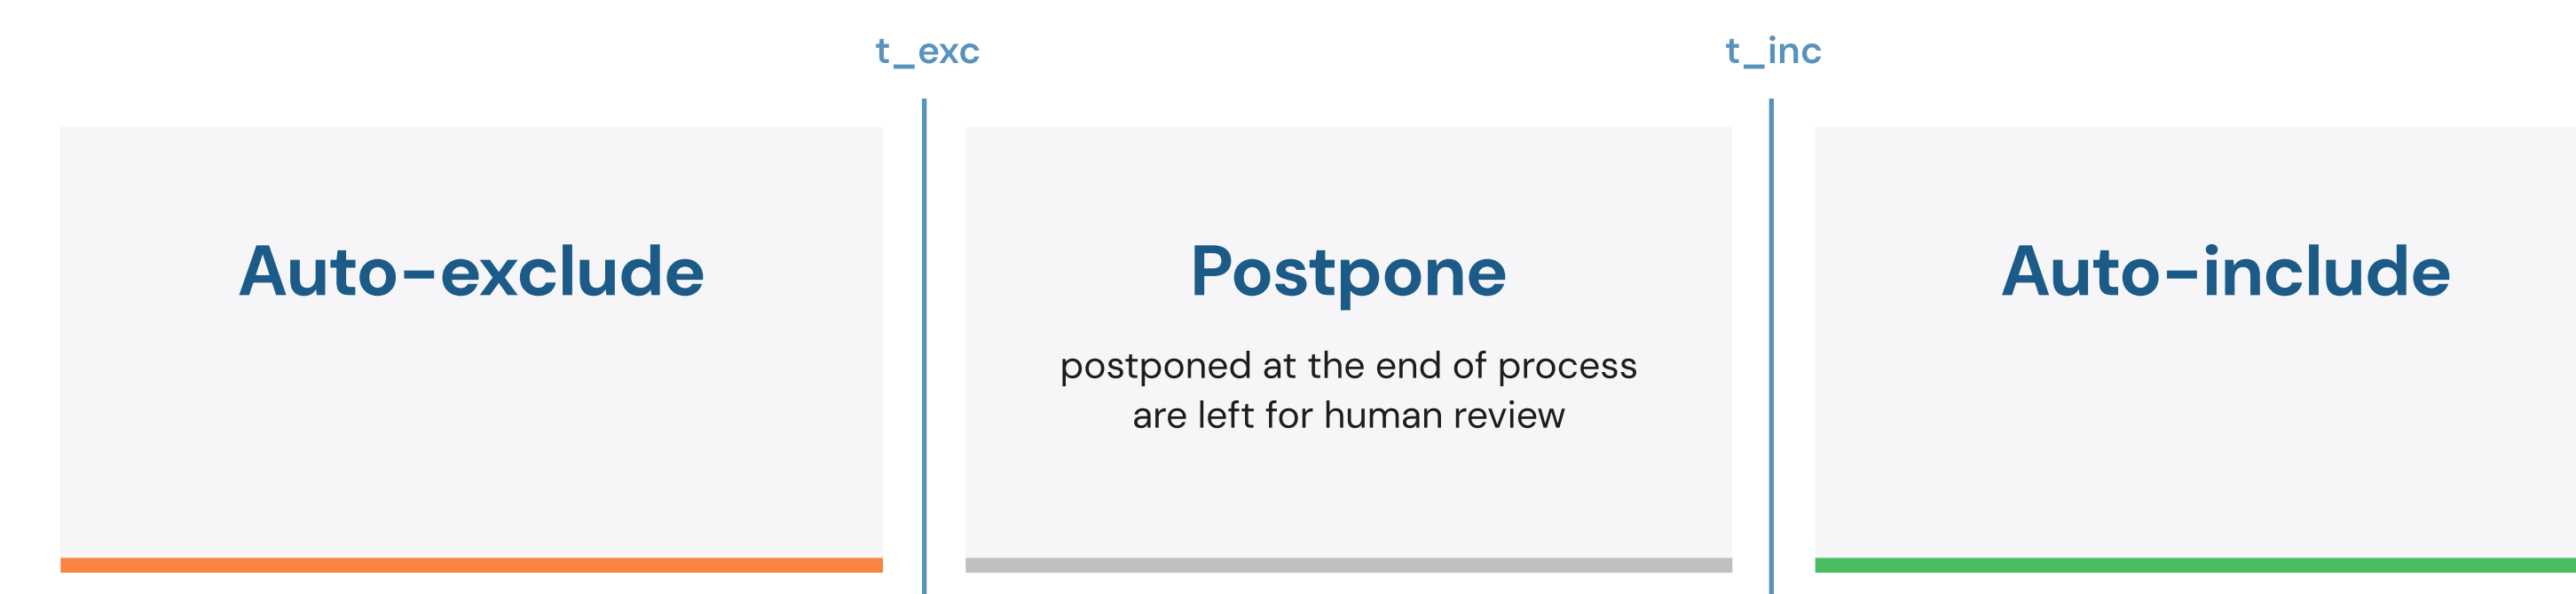 t_exc
t_inc
Auto-exclude
Postpone
postponed at the end of process
are left for human review
Auto-include